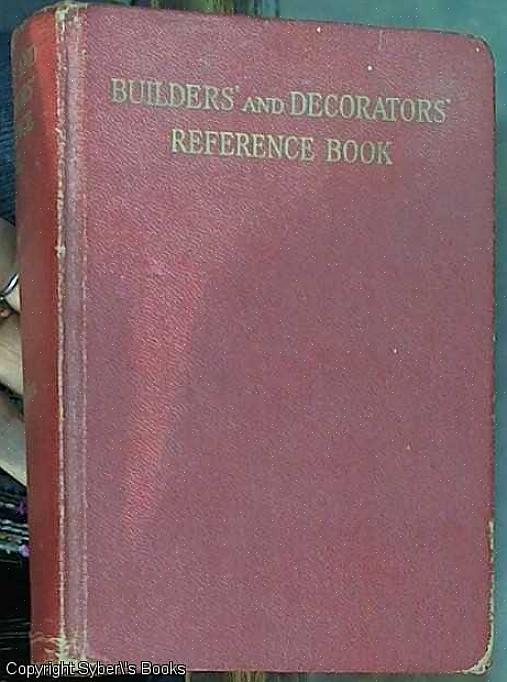 BUILDERS' AND DECORATORS'
REFERENCE BOOK
Copyright Syber\'s Books